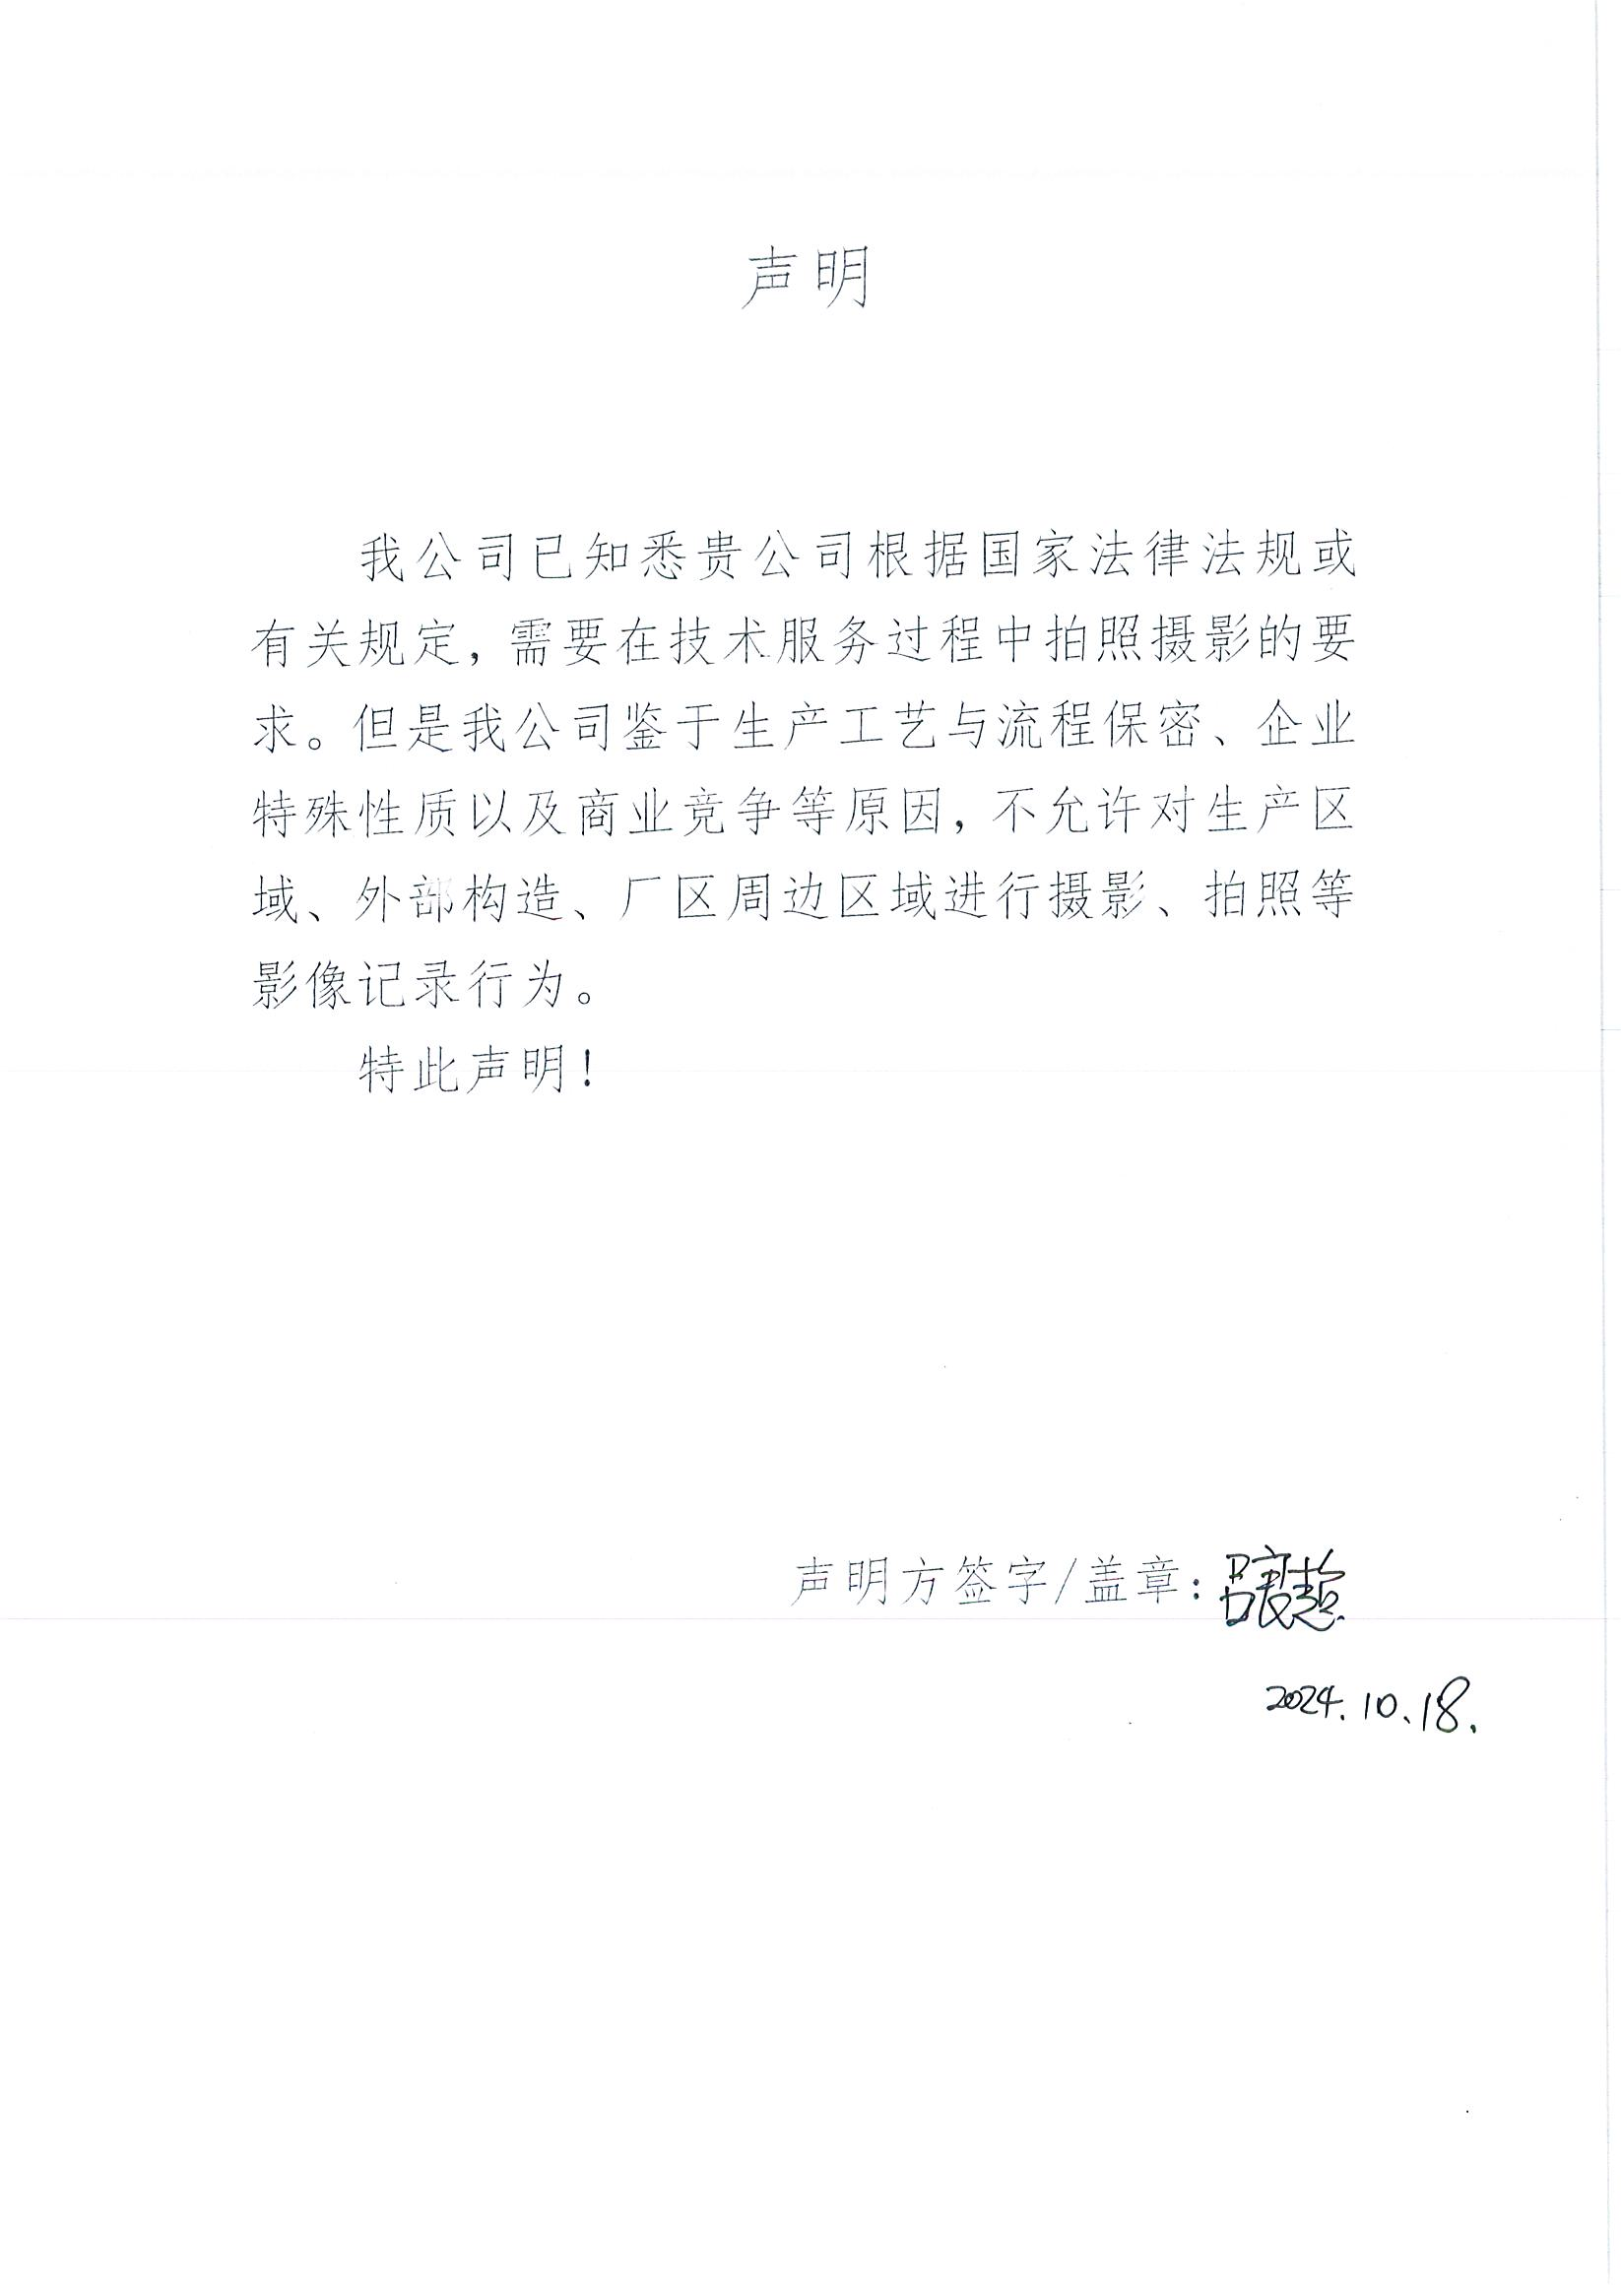 声明
我公司已知悉贵公司根据国家法律法规或
有关规定，需要在技术服务过程中拍照摄影的要
求。但是我公司鉴于生产工艺与流程保密、企业
特殊性质以及商业竞争等原因，不允许对生产区
域、外部构造、厂区周边区域进行摄影、拍照等
影像记录行为。
特此声明！
声明方签字/盖章：
2024.10.18.